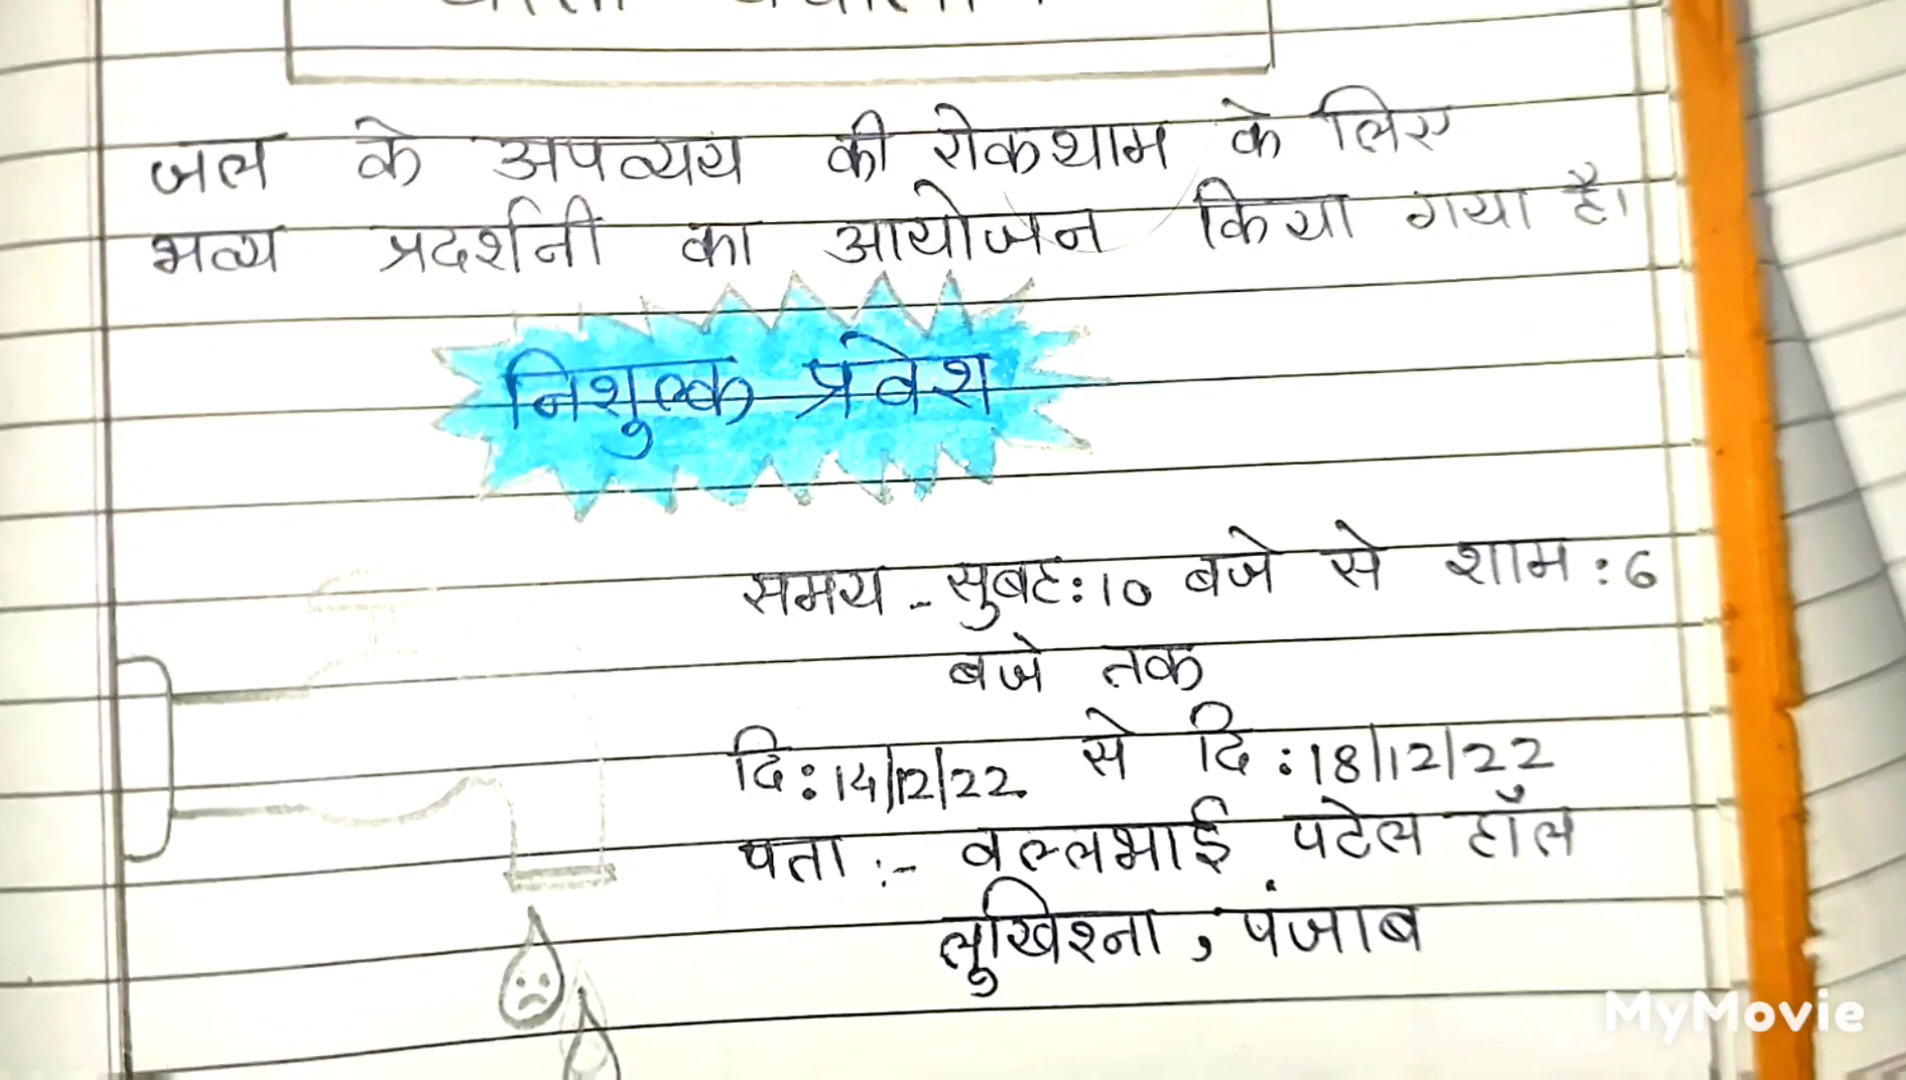 जल के अपव्यय की रोकथाम के लिए
भव्य प्रदर्शनी का आयोजन किया गया है।
निशुल्क प्रवेश
समय - सुबह: 10 बजे से शाम : 6
बजे तक
दि: 14/12/22 से दि : 18/12/22
पता :- वल्लभाई पटेल हॉल
लुखिश्ना, पंजाब
MyMovie